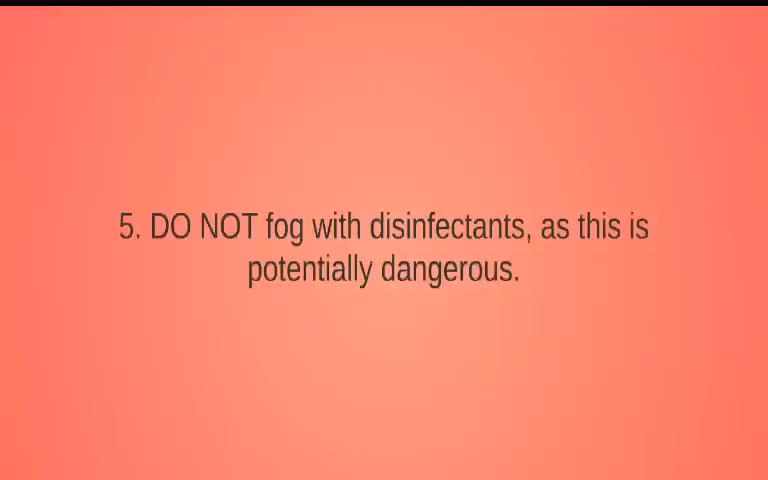 5. DO NOT fog with disinfectants, as this is
potentially dangerous.